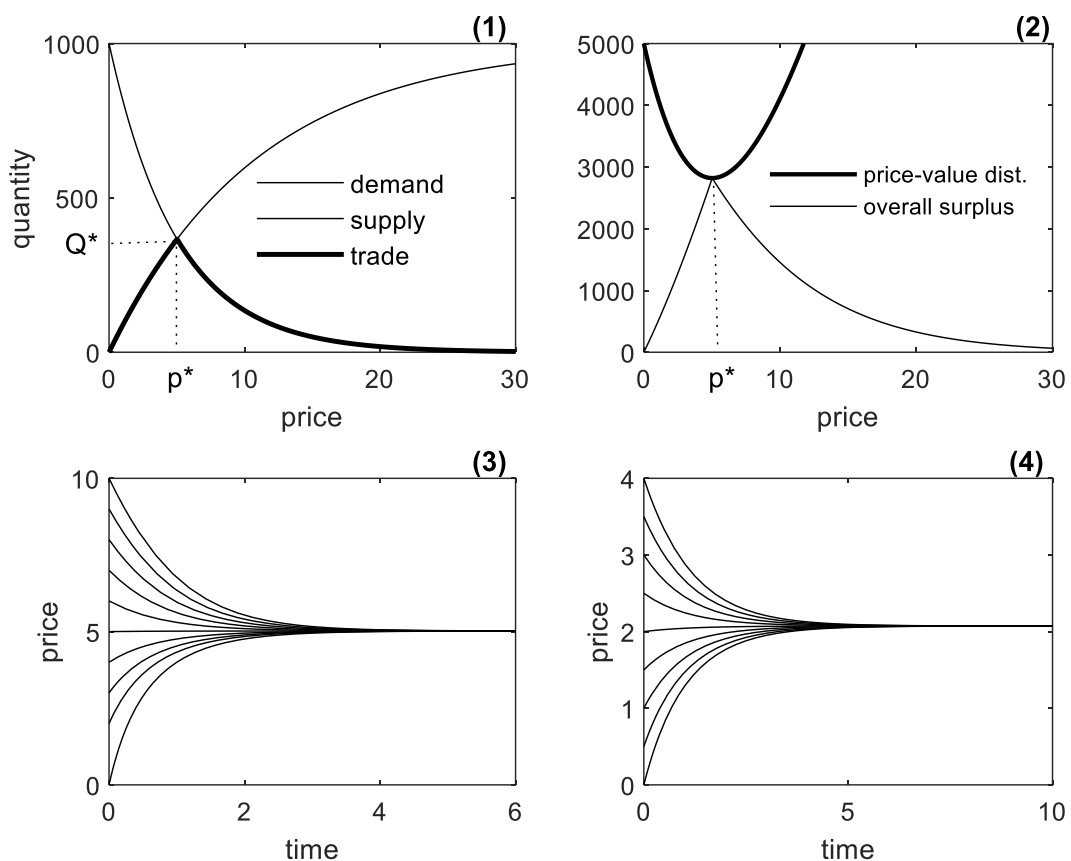 (1)
1000
500
0
quantity
Q*
demand
supply
trade
0
p*
10
20
30
price
(2)
5000
4000
3000
2000
1000
0
price-value dist.
overall surplus
0
p*
10
20
30
price
(3)
10
5
0
price
0
2
4
6
time
(4)
4
3
2
1
0
price
0
5
10
time